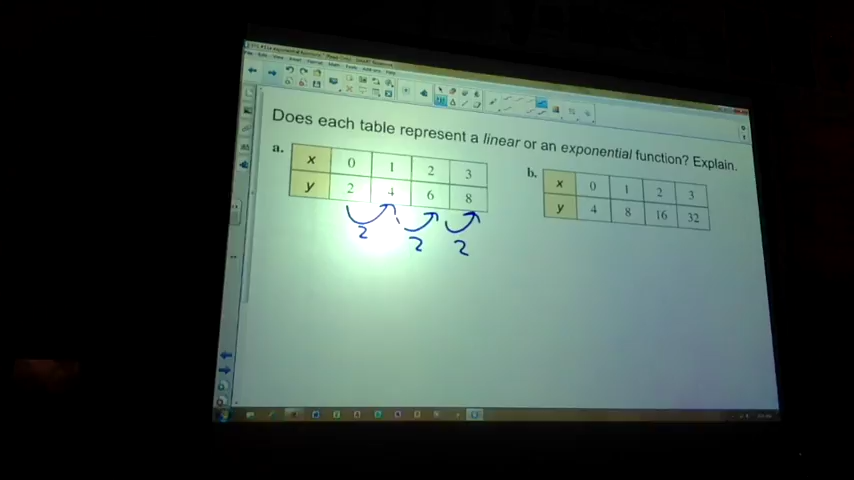 Does each table represent a linear or an exponential function? Explain.
a.
x 0 1 2 3
y 2 4 6 8
2 2 2
b.
x 0 1 2 3
y 4 8 16 32